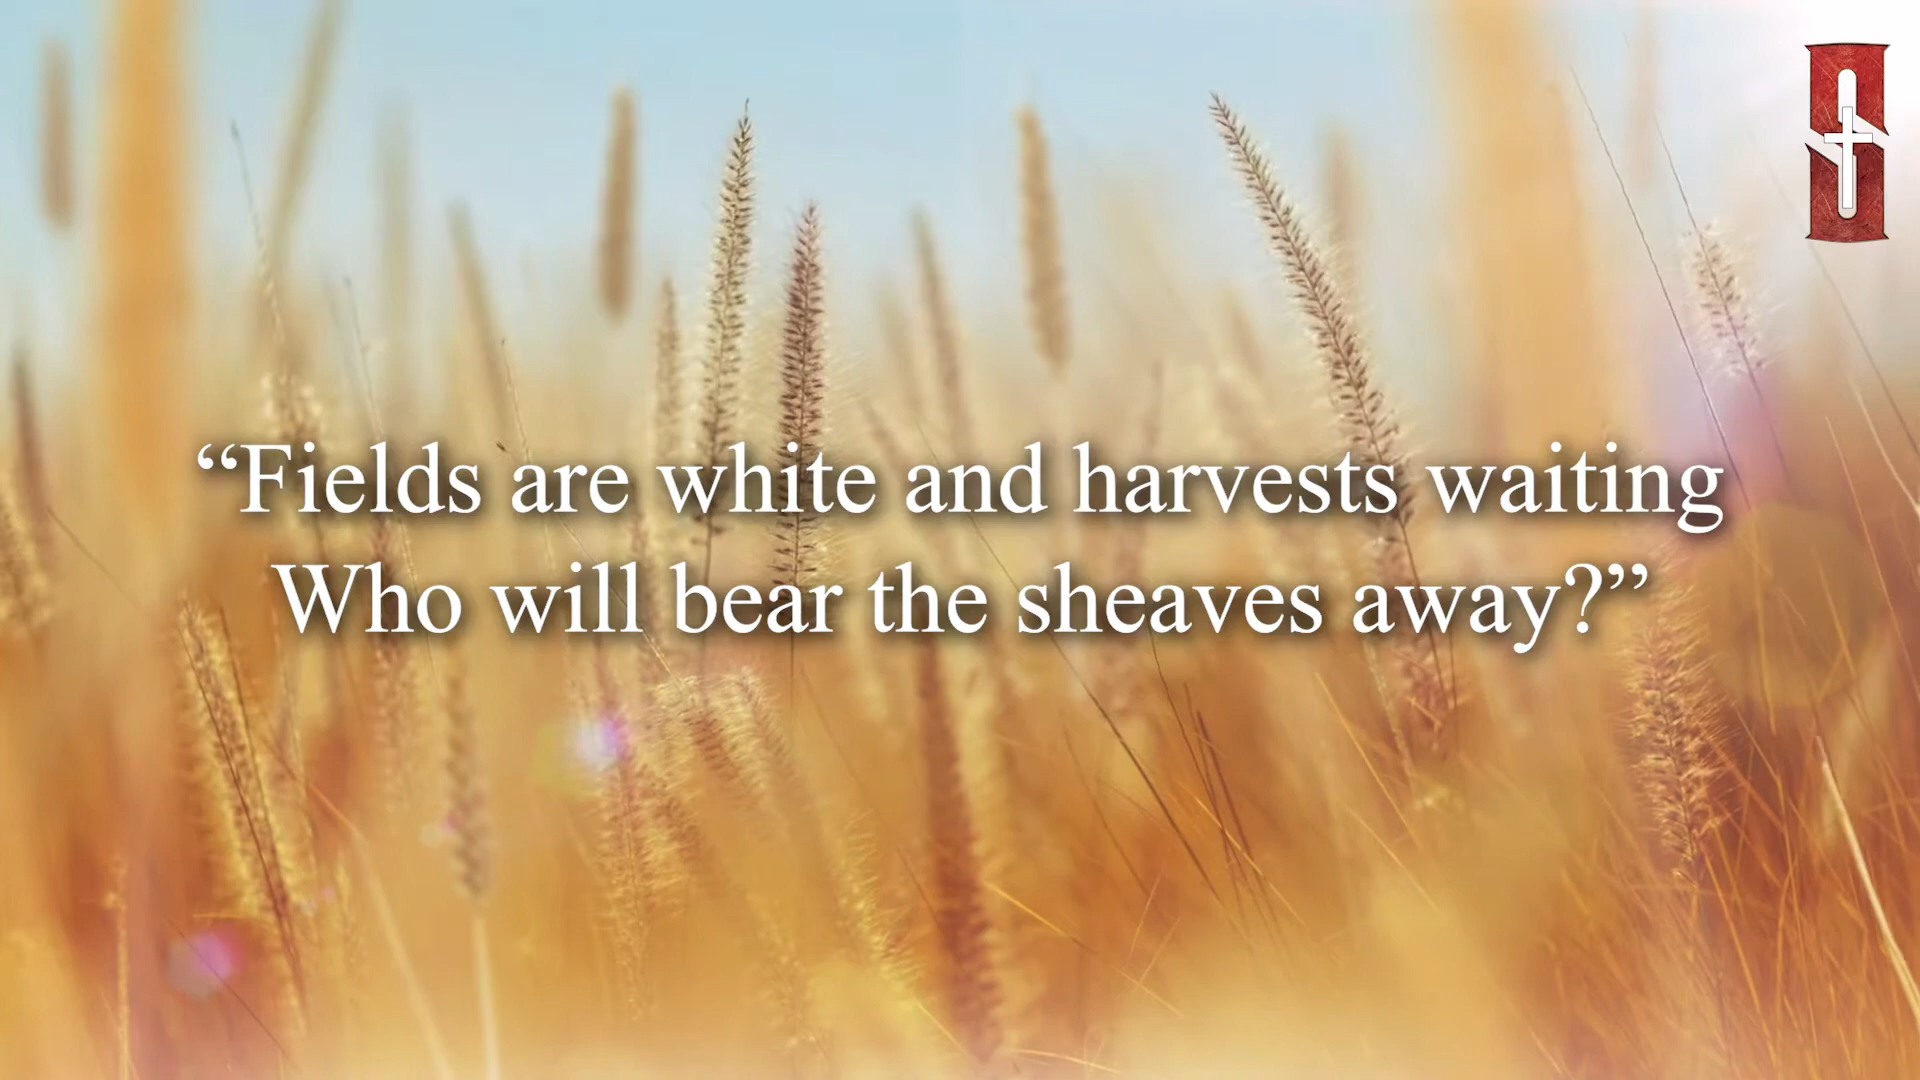 “Fields are white and harvests waiting
Who will bear the sheaves away?”